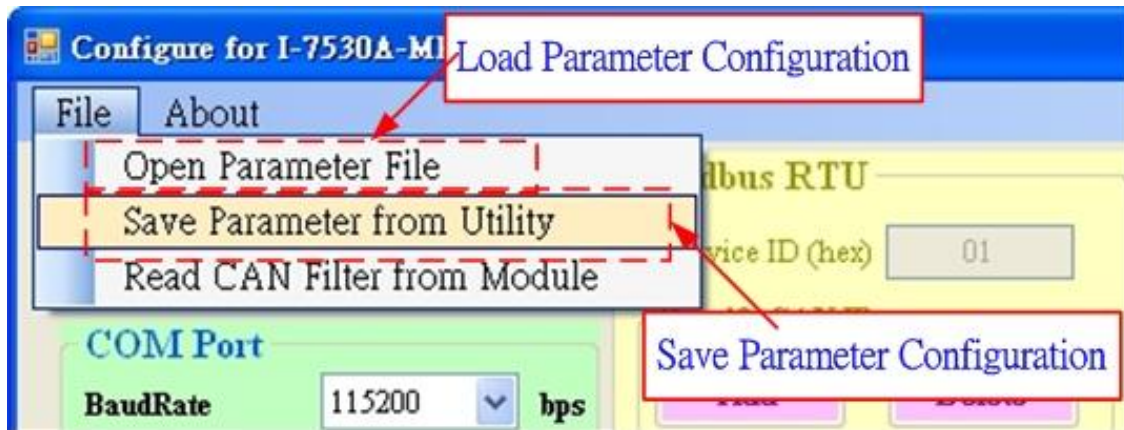 Configure for I-7530A-M
Load Parameter Configuration
File About
Open Parameter File
Save Parameter from Utility
Read CAN Filter from Module
dbus RTU
vice ID (hex) 01
COM Port
BaudRate 115200 bps
Save Parameter Configuration